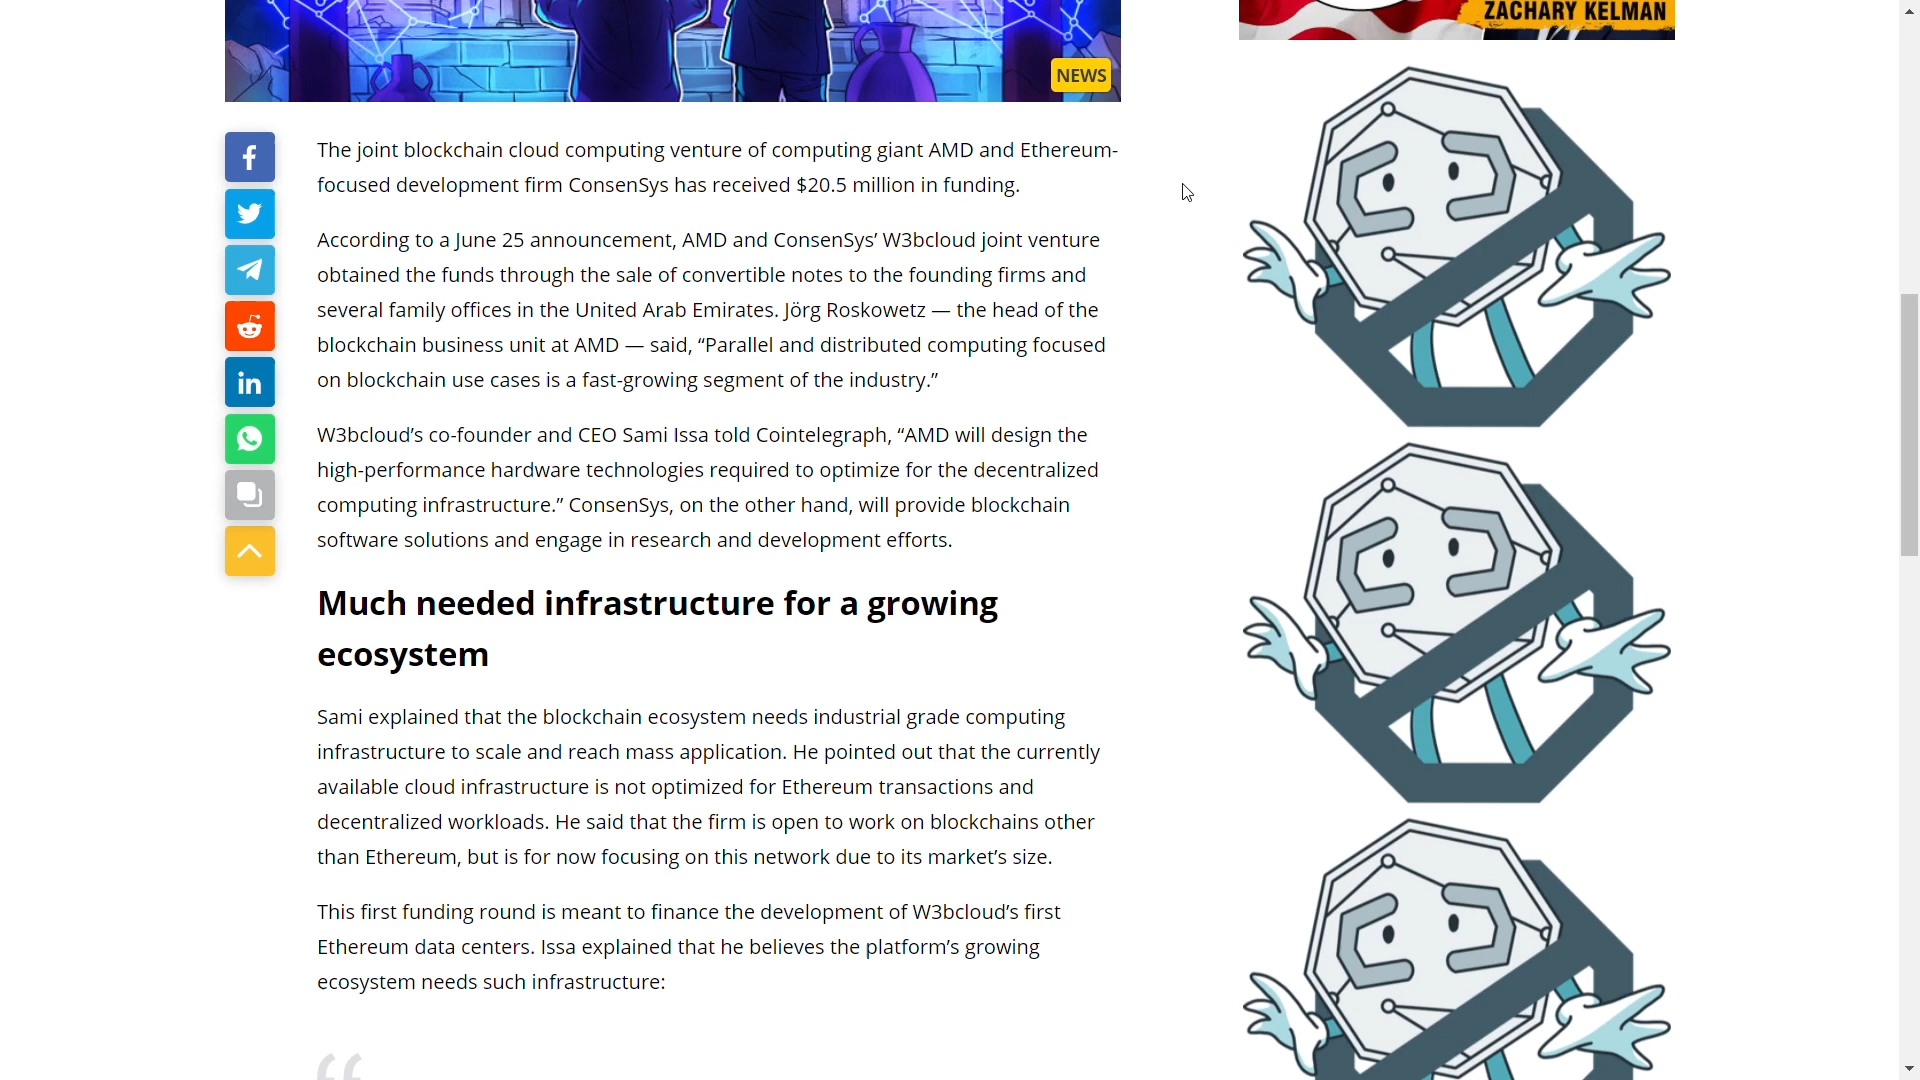 ZACHARY KELMAN
NEWS
The joint blockchain cloud computing venture of computing giant AMD and Ethereum-
focused development firm ConsenSys has received $20.5 million in funding.
According to a June 25 announcement, AMD and ConsenSys’ W3bcloud joint venture
obtained the funds through the sale of convertible notes to the founding firms and
several family offices in the United Arab Emirates. Jörg Roskowetz — the head of the
blockchain business unit at AMD — said, “Parallel and distributed computing focused
on blockchain use cases is a fast-growing segment of the industry.”
W3bcloud’s co-founder and CEO Sami Issa told Cointelegraph, “AMD will design the
high-performance hardware technologies required to optimize for the decentralized
computing infrastructure.” ConsenSys, on the other hand, will provide blockchain
software solutions and engage in research and development efforts.
Much needed infrastructure for a growing
ecosystem
Sami explained that the blockchain ecosystem needs industrial grade computing
infrastructure to scale and reach mass application. He pointed out that the currently
available cloud infrastructure is not optimized for Ethereum transactions and
decentralized workloads. He said that the firm is open to work on blockchains other
than Ethereum, but is for now focusing on this network due to its market’s size.
This first funding round is meant to finance the development of W3bcloud’s first
Ethereum data centers. Issa explained that he believes the platform’s growing
ecosystem needs such infrastructure:
“